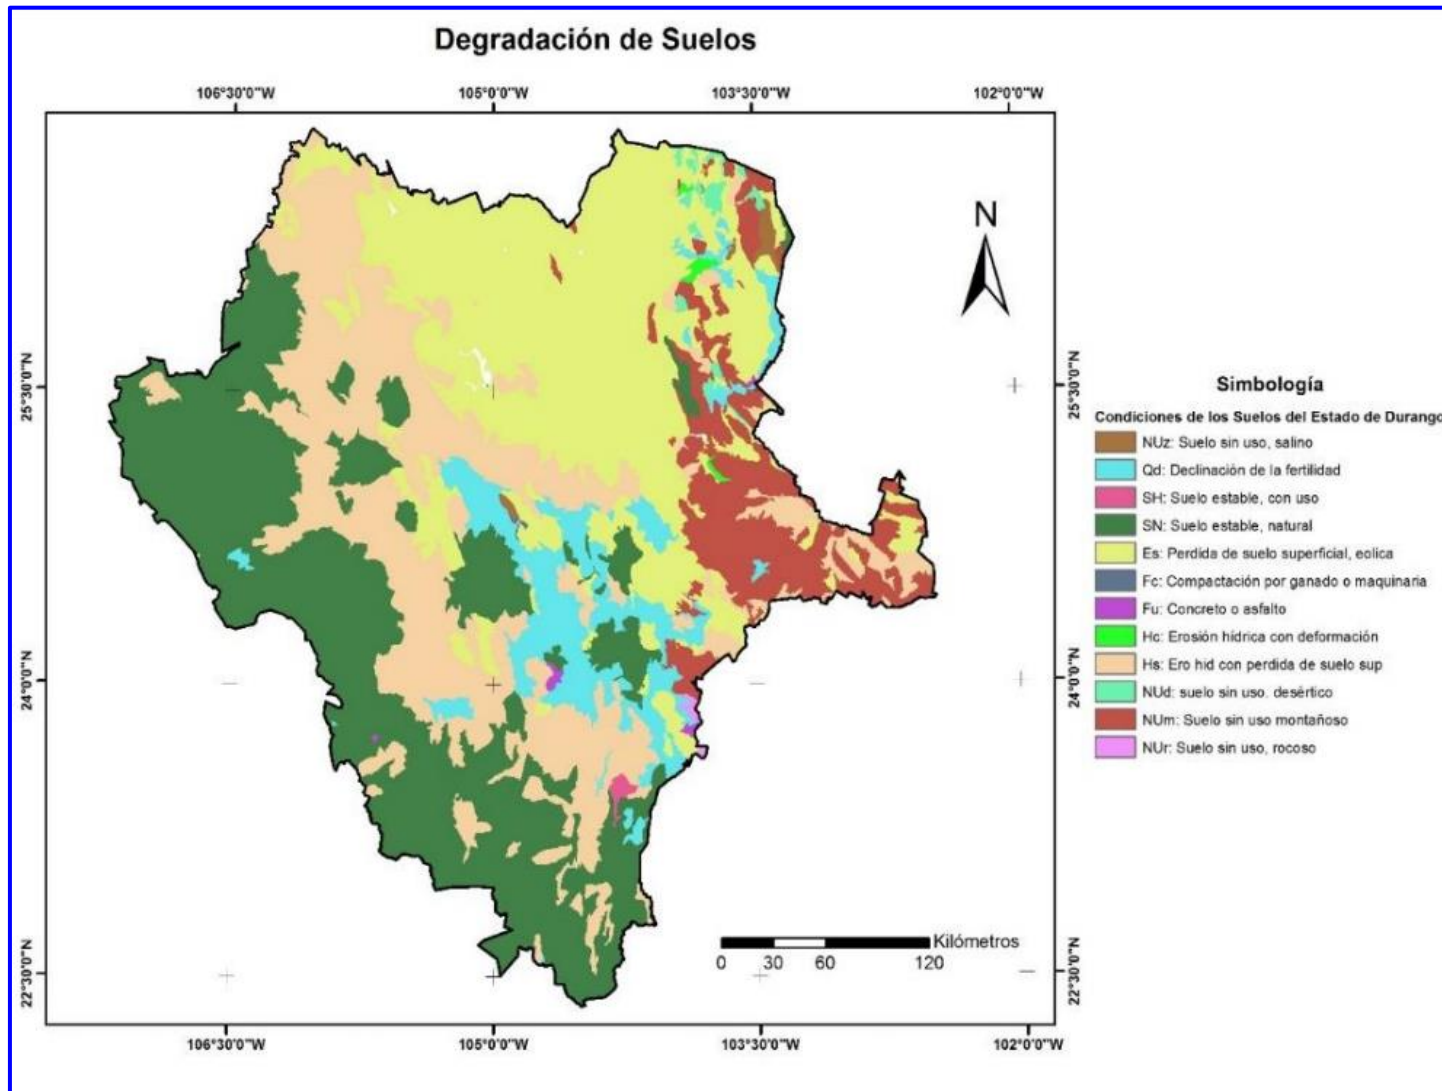 Degradación de Suelos
106°30'0"W 105°0'0"W 103°30'0"W 102°0'0"W
25°30'0"N
24°0'0"N
22°30'0"N
N
25°30'0"N
24°0'0"N
22°30'0"N
Kilómetros
0 30 60 120
106°30'0"W 105°0'0"W 103°30'0"W 102°0'0"W
Simbología
Condiciones de los Suelos del Estado de Durango
NUz: Suelo sin uso, salino
Qd: Declinación de la fertilidad
SH: Suelo estable, con uso
SN: Suelo estable, natural
Es: Perdida de suelo superficial, eolica
Fc: Compactación por ganado o maquinaria
Fu: Concreto o asfalto
Hc: Erosión hídrica con deformación
Hs: Ero hid con perdida de suelo sup
NUd: suelo sin uso. desértico
NUm: Suelo sin uso montañoso
NUr: Suelo sin uso, rocoso